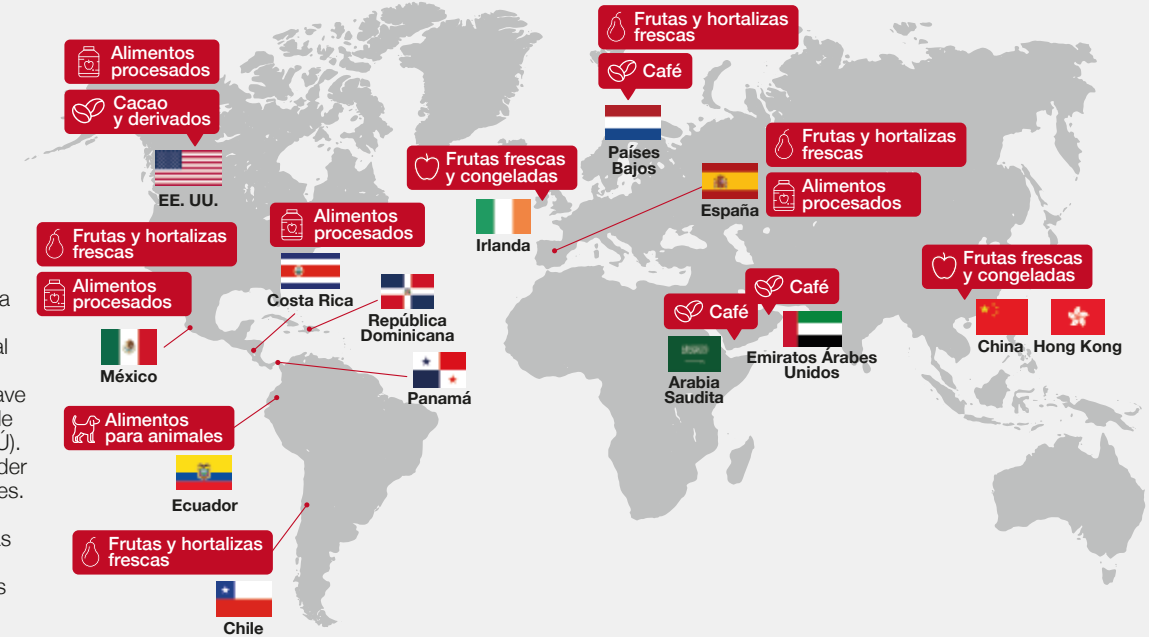 Alimentos
procesados
Cacao
y derivados
EE. UU.
Frutas y hortalizas
frescas
Alimentos
procesados
México
Alimentos
procesados
Costa Rica
República
Dominicana
Panamá
Alimentos
para animales
Ecuador
Frutas y hortalizas
frescas
Chile
Frutas frescas
y congeladas
Irlanda
Frutas y hortalizas
frescas
Café
Países
Bajos
Frutas y hortalizas
frescas
Alimentos
procesados
España
Café
Arabia
Saudita
Café
Emiratos Árabes
Unidos
Frutas frescas
y congeladas
China
Hong Kong
a
es.